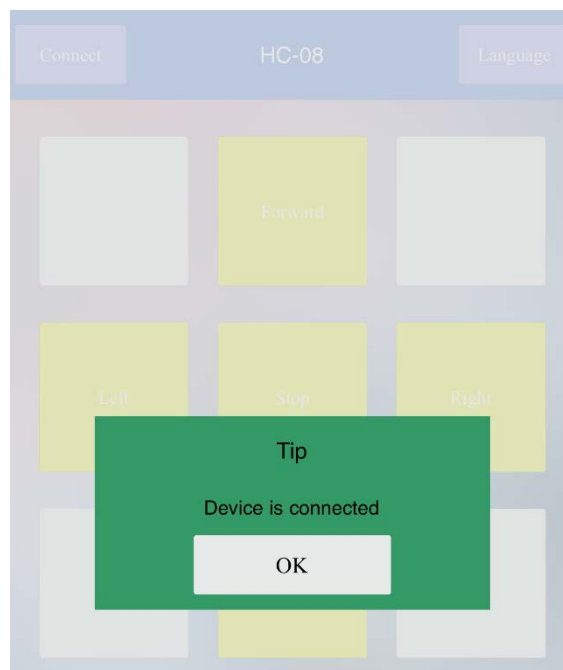 Connect
HC-08
Language
Forward
Left
Stop
Right
Tip
Device is connected
OK